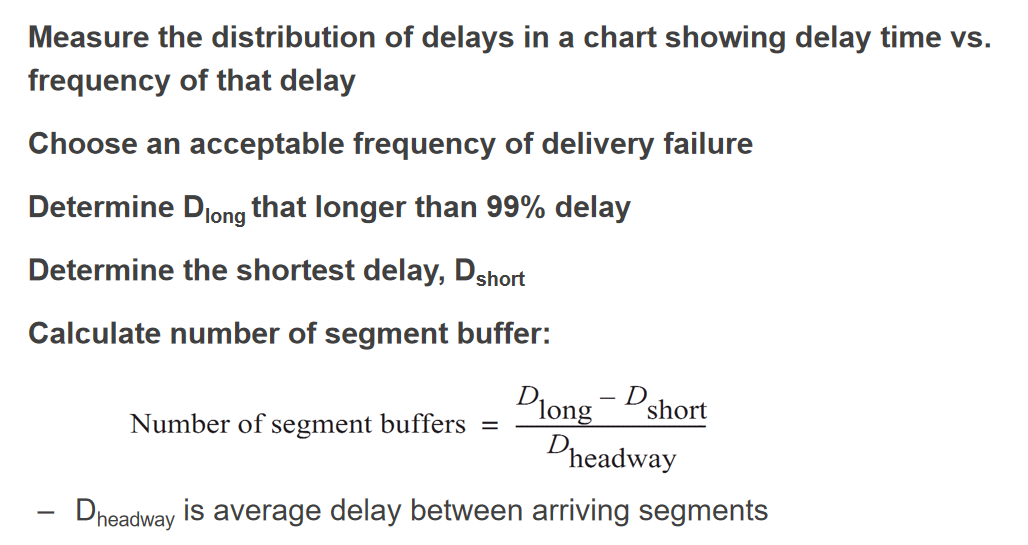 Measure the distribution of delays in a chart showing delay time vs.
frequency of that delay
Choose an acceptable frequency of delivery failure
Determine Dlong that longer than 99% delay
Determine the shortest delay, Dshort
Calculate number of segment buffer:
Number of segment buffers = Dlong – Dshort
Dheadway
– Dheadway is average delay between arriving segments